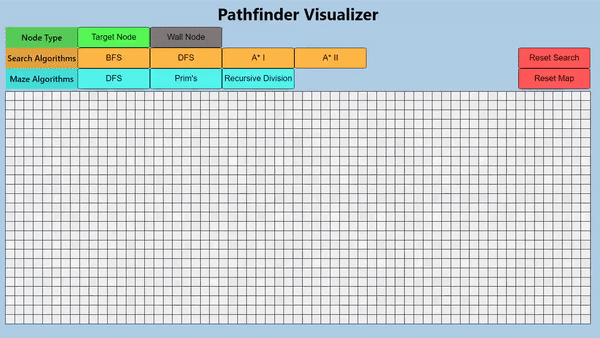 Pathfinder Visualizer
Node Type Target Node Wall Node
Search Algorithms BFS DFS A* I A* II Reset Search
Maze Algorithms DFS Prim's Recursive Division Reset Map